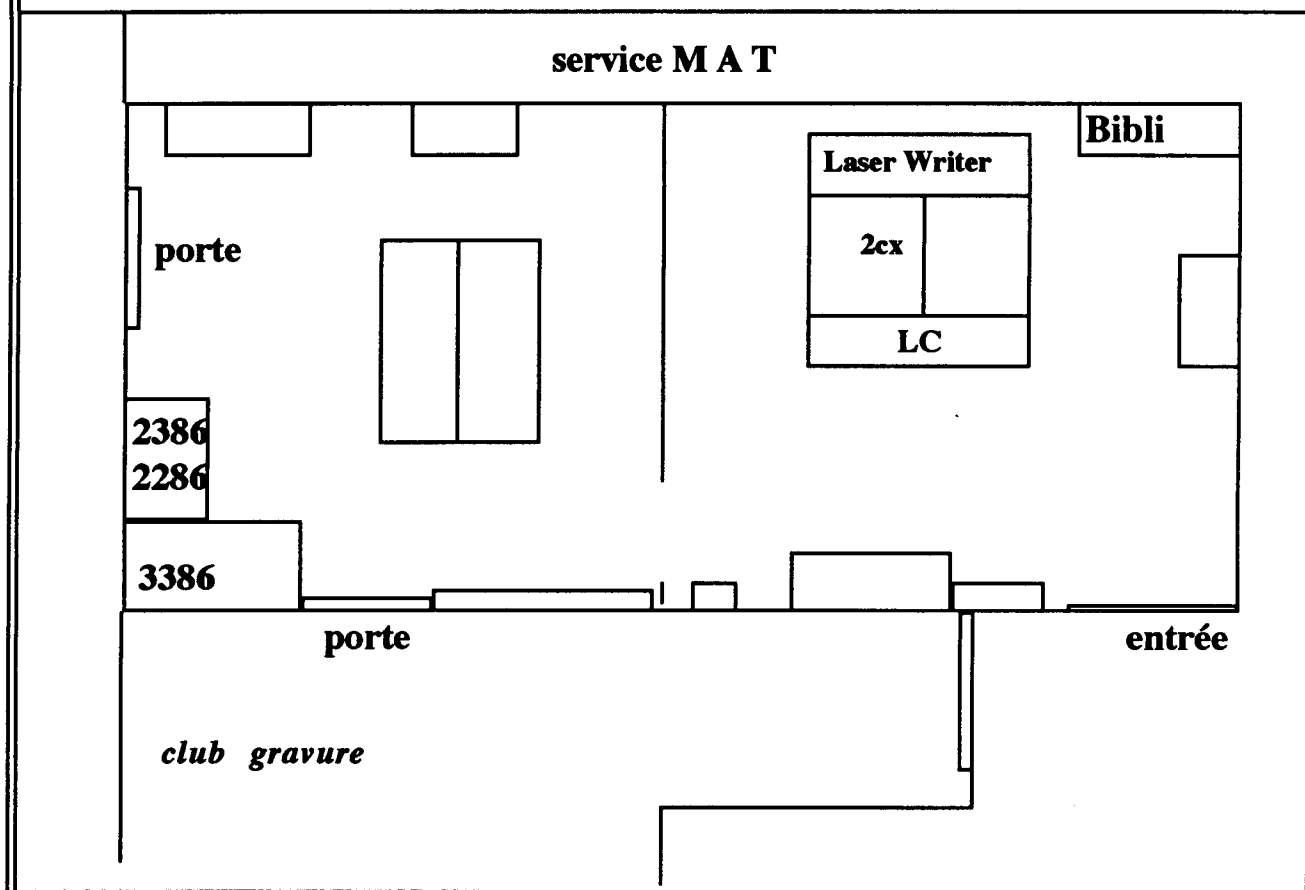 service M A T
Bibli
Laser Writer
porte
2cx
LC
2386
2286
3386
porte
entrée
club gravure